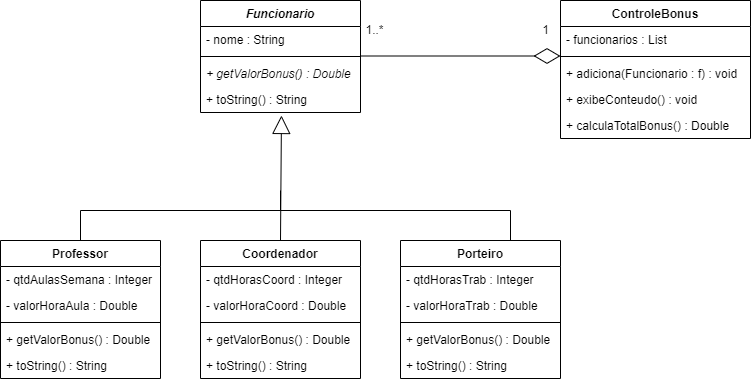 Funcionario
- nome : String
+ getValorBonus() : Double
+ toString() : String
1..*
1
ControleBonus
- funcionarios : List
+ adiciona(Funcionario : f) : void
+ exibeConteudo() : void
+ calculaTotalBonus() : Double
Professor
- qtdAulasSemana : Integer
- valorHoraAula : Double
+ getValorBonus() : Double
+ toString() : String
Coordenador
- qtdHorasCoord : Integer
- valorHoraCoord : Double
+ getValorBonus() : Double
+ toString() : String
Porteiro
- qtdHorasTrab : Integer
- valorHoraTrab : Double
+ getValorBonus() : Double
+ toString() : String